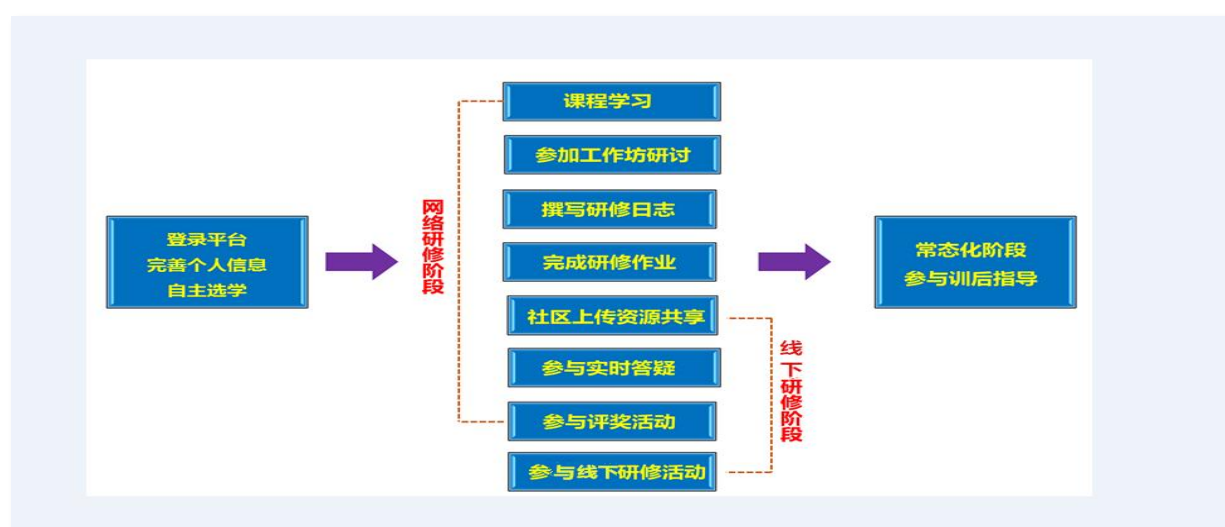 登录平台
完善个人信息
自主选学
网络研修阶段
课程学习
参加工作坊研讨
撰写研修日志
完成研修作业
社区上传资源共享
参与实时答疑
参与评奖活动
参与线下研修活动
线下研修阶段
常态化阶段
参与训后指导